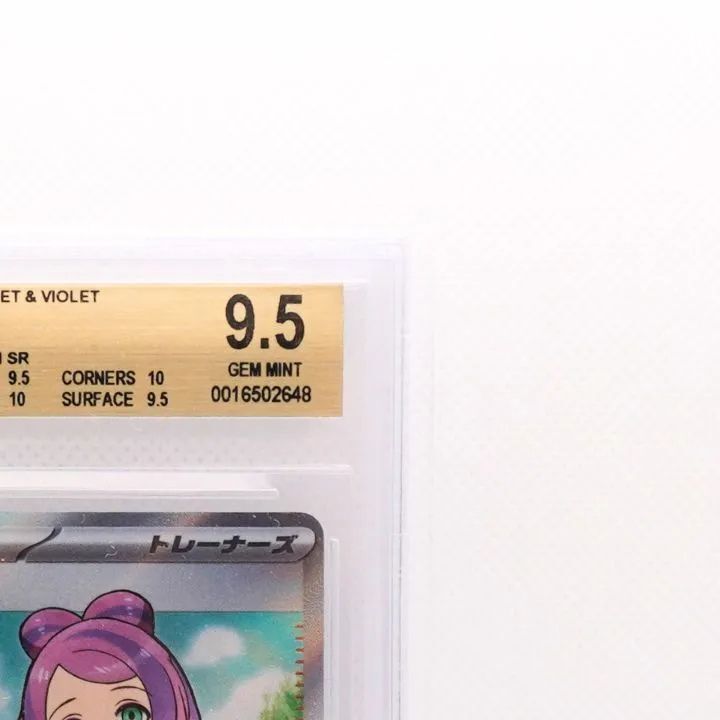 ET & VIOLET
9.5
SR
9.5 CORNERS 10
10 SURFACE 9.5
GEM MINT
0016502648
トレーナーズ